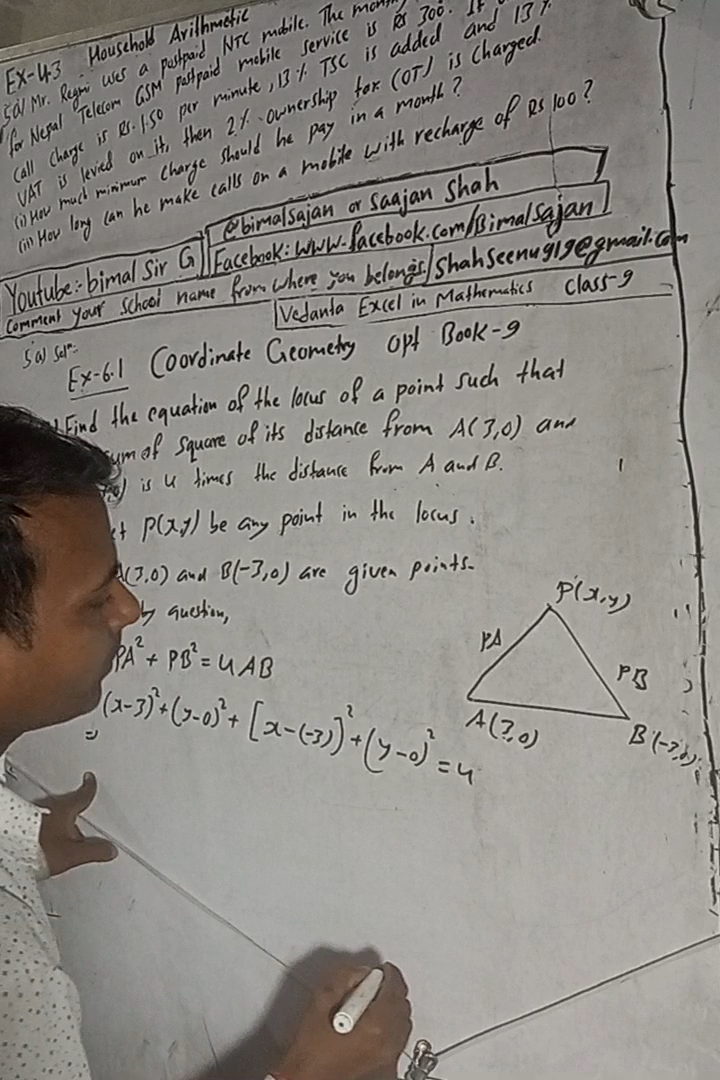 Ex-4.3 Household Arithmetic
5a) Mr. Regmi uses a postpaid NTC mobile. The
for Nepal Telecom GSM postpaid mobile service is Rs 300. If
call charge is Rs. 1.50 per minute, 13% TSC is added and 13%
VAT is levied on it, then 2% ownership tax (OT) is charged.
(i) How much minimum charge should he pay in a month?
(ii) How long can he make calls on a mobile with recharge of Rs 100?
Youtube:- bimal Sir G
@bimalsajan or saajan shah
Facebook: www.facebook.com/Bimalsajan
comment your school name from where you belongs.
shahseenu919@gmail.com
Vedanta Excel in Mathematics Class-9
5a) Solⁿ:
Ex-6.1 Coordinate Geometry opt Book-9
Find the equation of the locus of a point such that
sum of square of its distance from A(3,0) and
is 4 times the distance from A and B.
P(x,y) be any point in the locus.
A(3,0) and B(-3,0) are given points.
by question,
PA² + PB² = 4AB
⇒ (x-3)² + (y-0)² + [x-(-3)]² + (y-0)² = 4
P(x,y)
PA
PB
A(3,0)
B(-3,0)